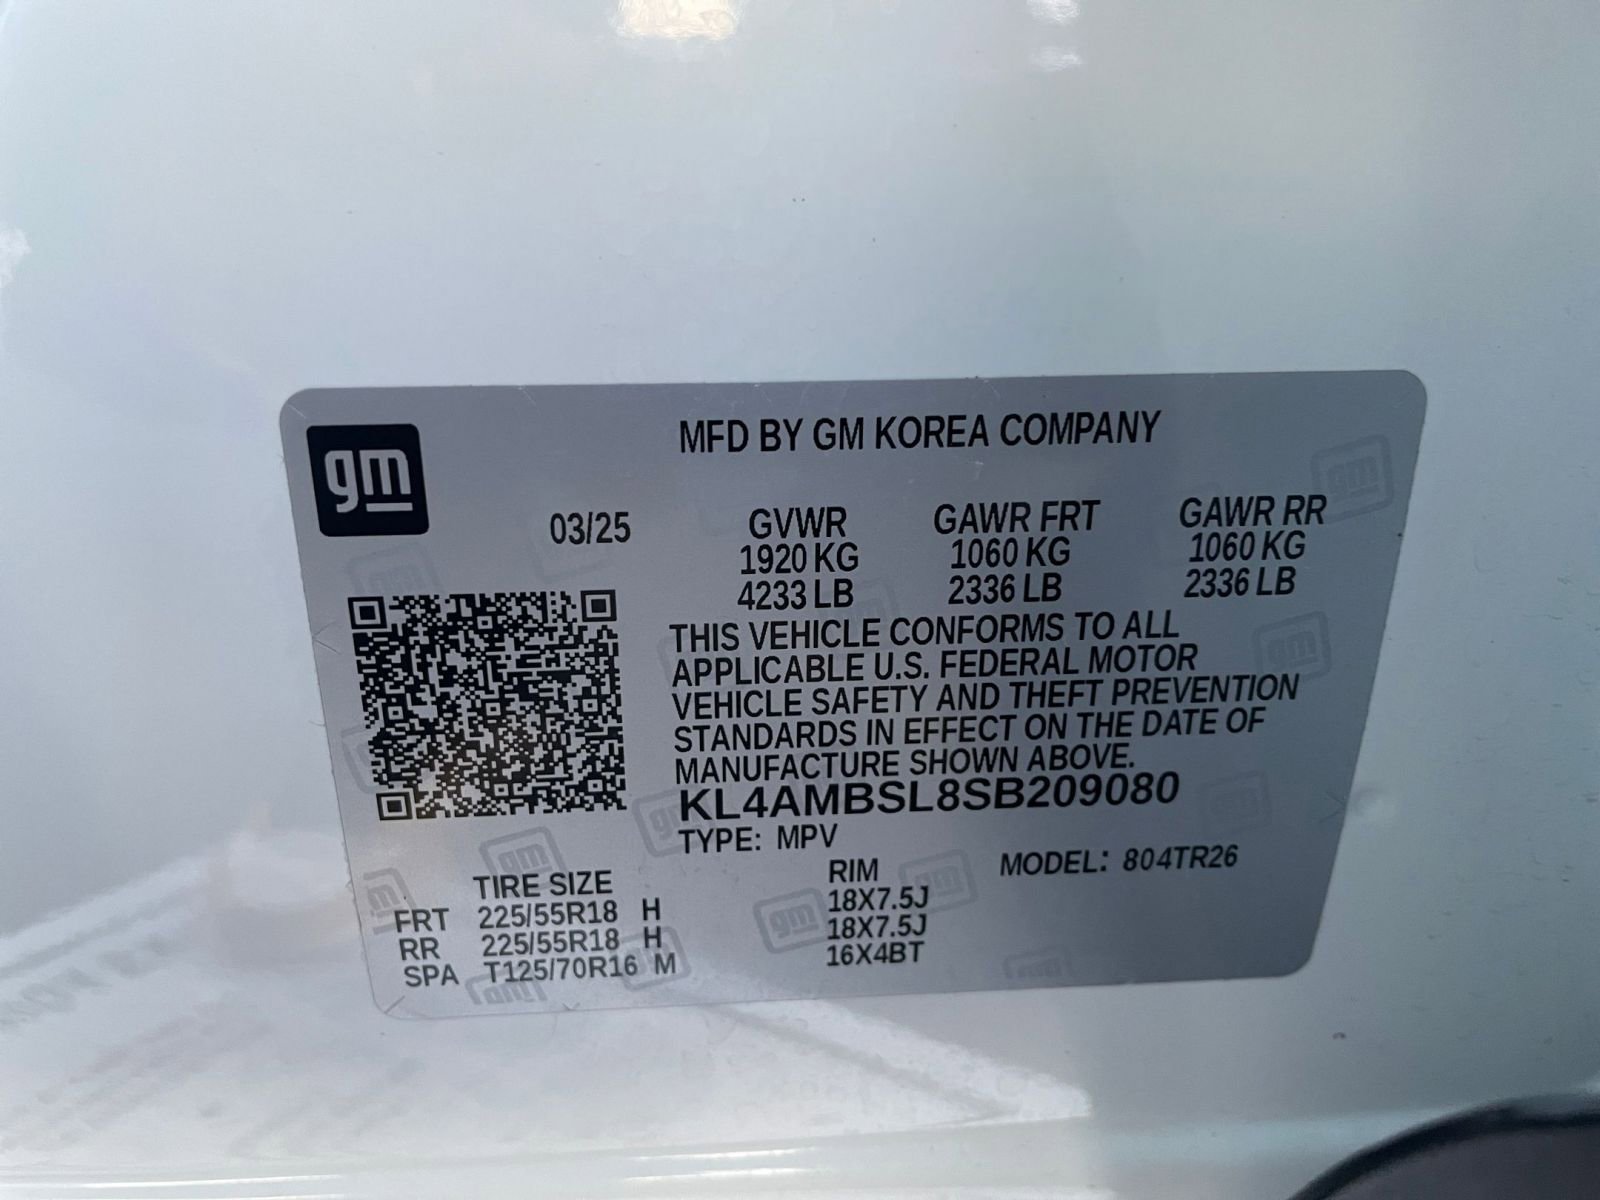 gm
MFD BY GM KOREA COMPANY
03/25 GVWR GAWR FRT GAWR RR
1920 KG 1060 KG 1060 KG
4233 LB 2336 LB 2336 LB
THIS VEHICLE CONFORMS TO ALL
APPLICABLE U.S. FEDERAL MOTOR
VEHICLE SAFETY AND THEFT PREVENTION
STANDARDS IN EFFECT ON THE DATE OF
MANUFACTURE SHOWN ABOVE.
KL4AMBSL8SB209080
TYPE: MPV
TIRE SIZE RIM MODEL: 804TR26
FRT 225/55R18 H 18X7.5J
RR 225/55R18 H 18X7.5J
SPA T125/70R16 M 16X4BT